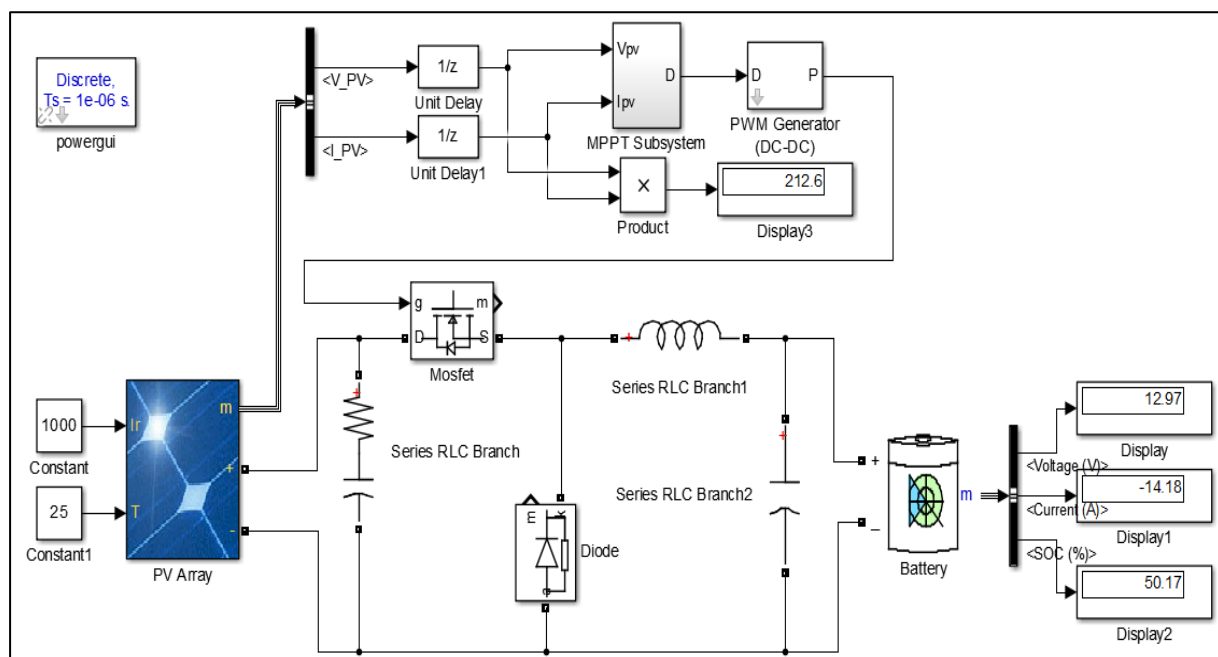 Discrete,
Ts = 1e-06 s.
powergui
<V_PV>
<I_PV>
1/z
Unit Delay
1/z
Unit Delay1
Vpv
Ipv
D
MPPT Subsystem
D
P
PWM Generator
(DC-DC)
X
Product
212.6
Display3
g
m
D
S
Mosfet
+
Series RLC Branch1
1000
Constant
25
Constant1
Ir
T
m
+
-
PV Array
+
Series RLC Branch
m
k
a
Diode
+
Series RLC Branch2
+
_
m
Battery
<Voltage (V)>
<Current (A)>
<SOC (%)>
12.97
Display
-14.18
Display1
50.17
Display2